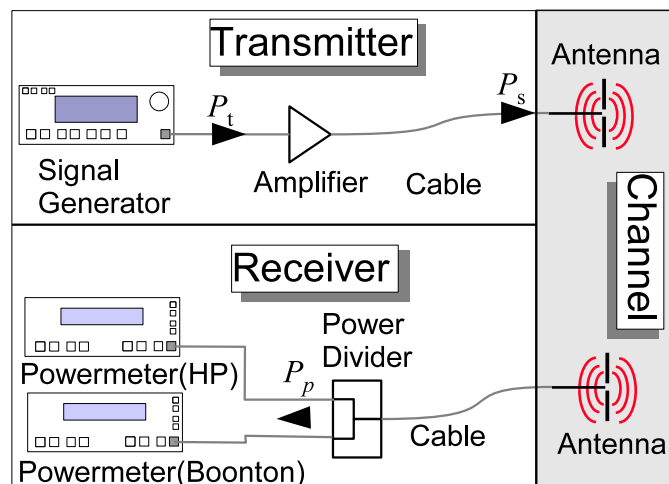 Transmitter
Antenna
Pt
Ps
Signal
Generator
Amplifier
Cable
Channel
Receiver
Power
Divider
Powermeter(HP)
Pp
Cable
Antenna
Powermeter(Boonton)